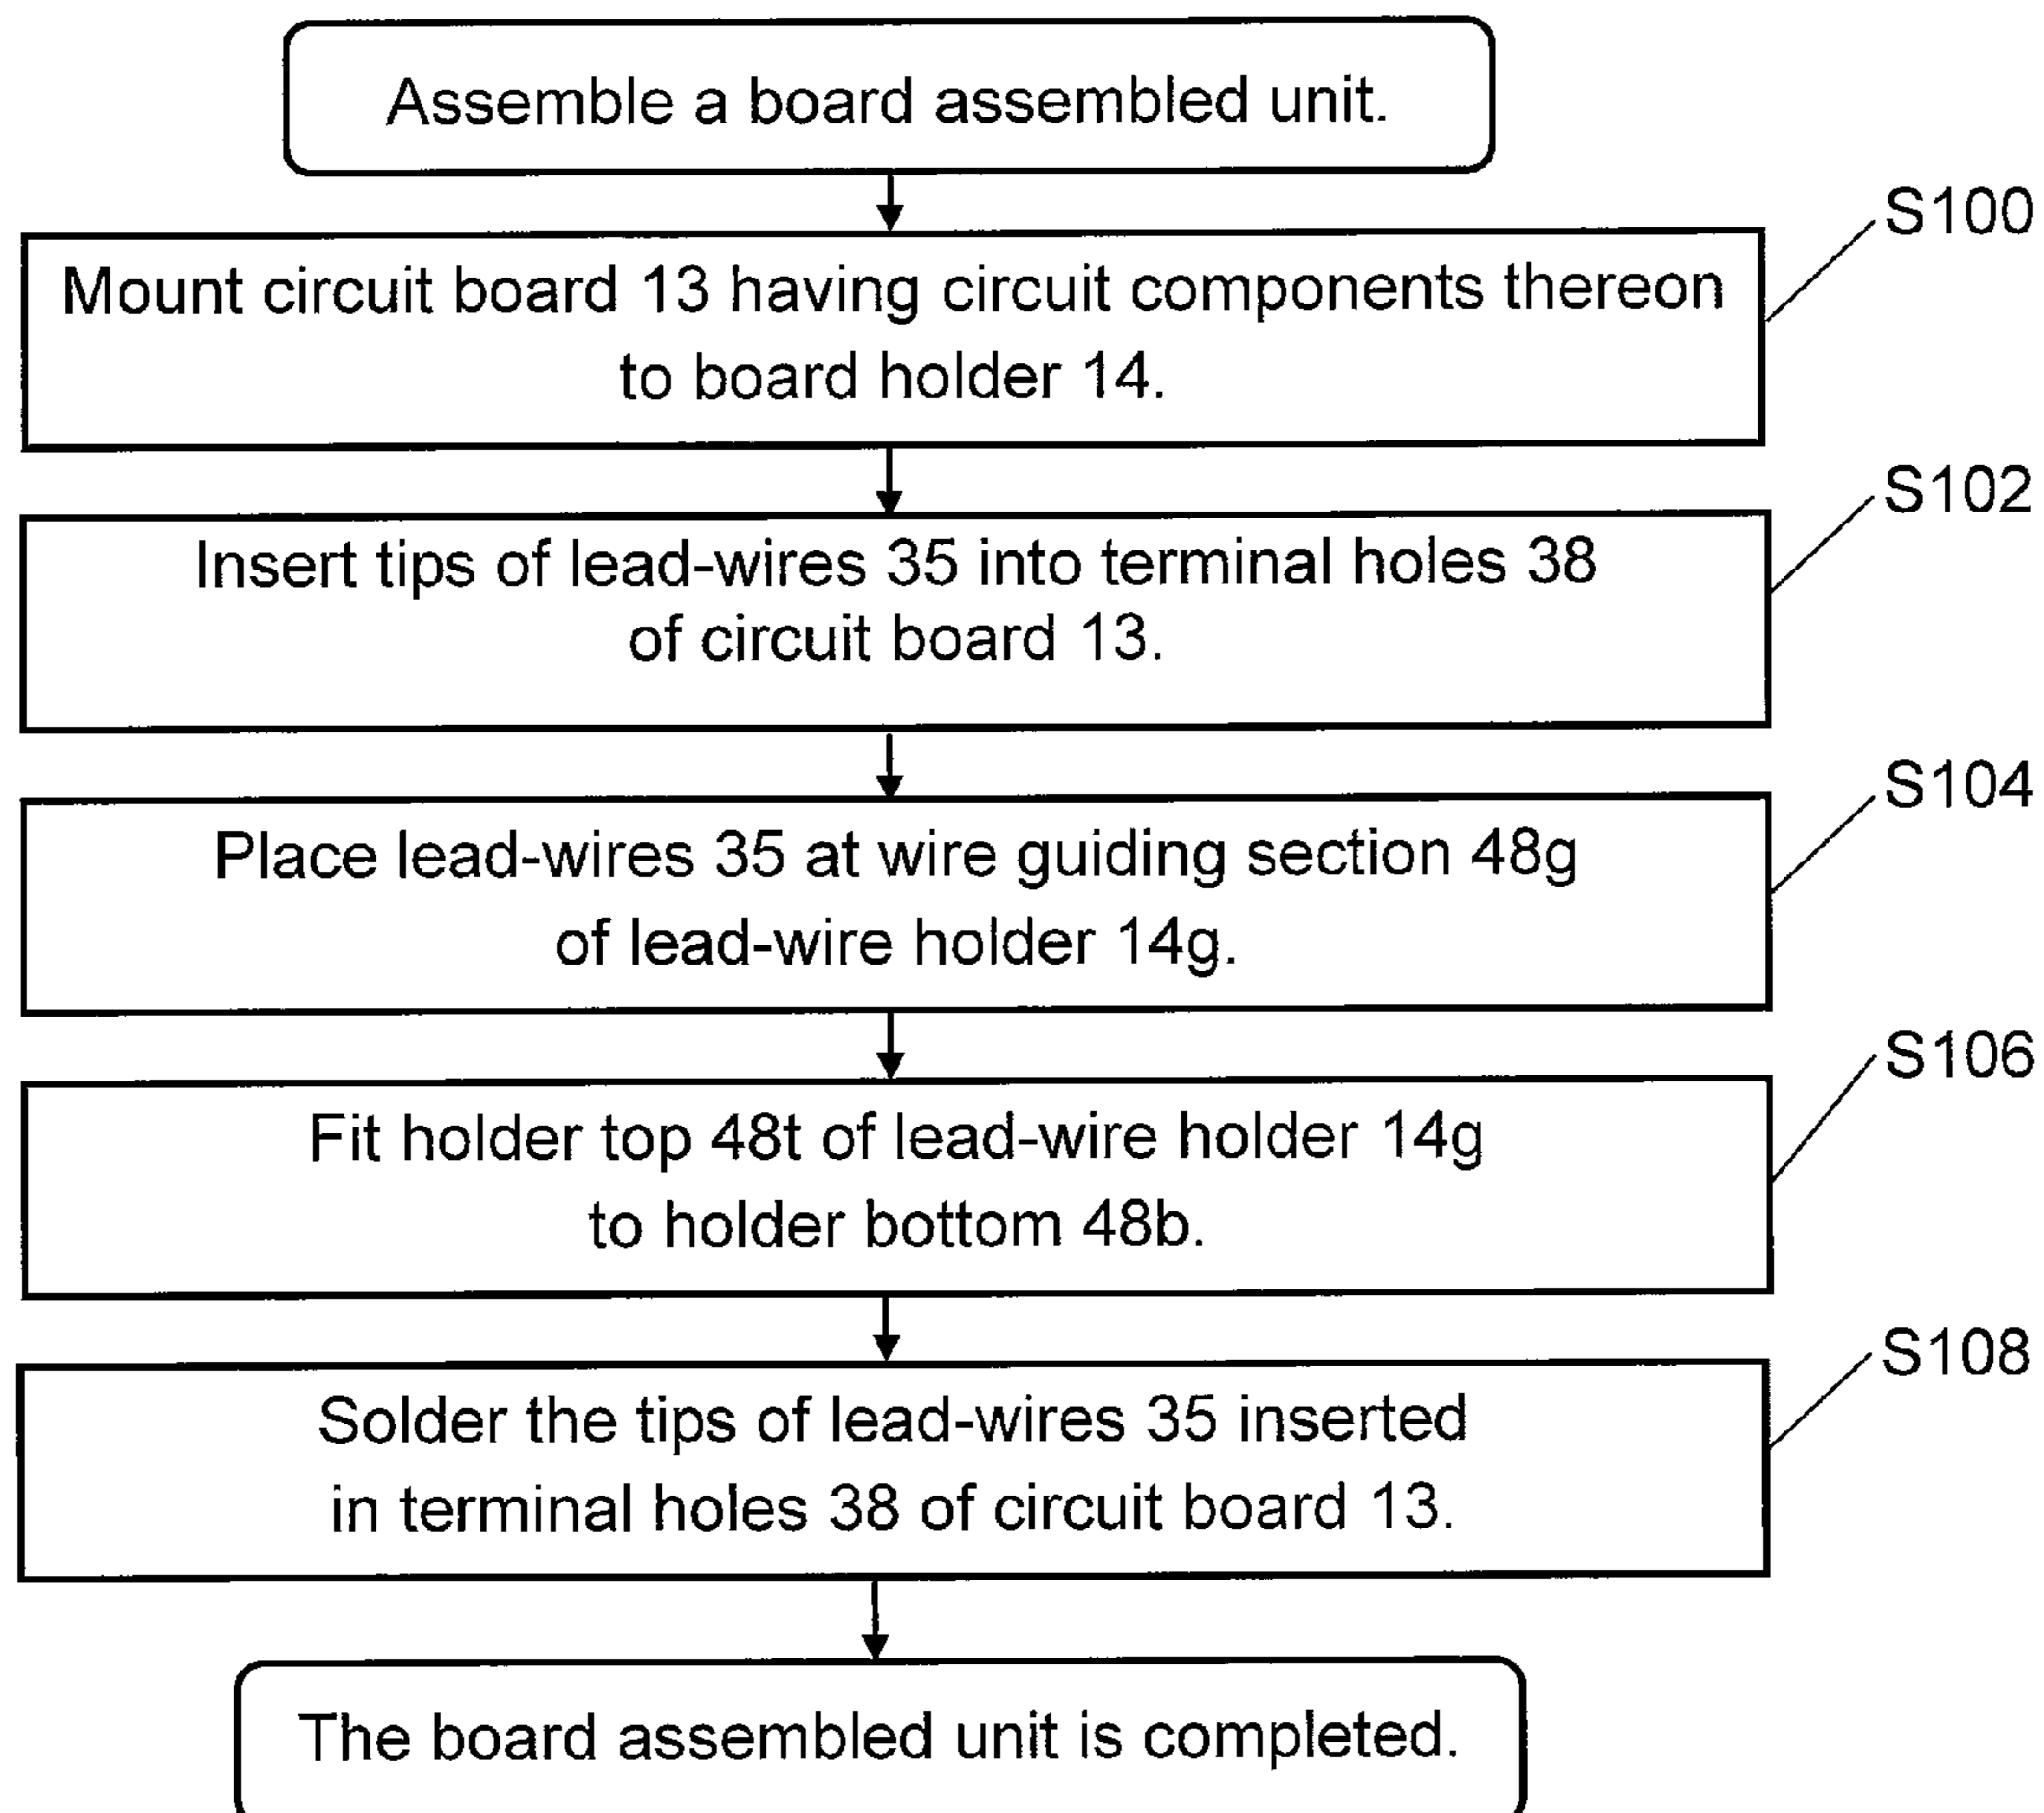 Assemble a board assembled unit.
S100
Mount circuit board 13 having circuit components thereon
to board holder 14.
S102
Insert tips of lead-wires 35 into terminal holes 38
of circuit board 13.
S104
Place lead-wires 35 at wire guiding section 48g
of lead-wire holder 14g.
S106
Fit holder top 48t of lead-wire holder 14g
to holder bottom 48b.
S108
Solder the tips of lead-wires 35 inserted
in terminal holes 38 of circuit board 13.
The board assembled unit is completed.